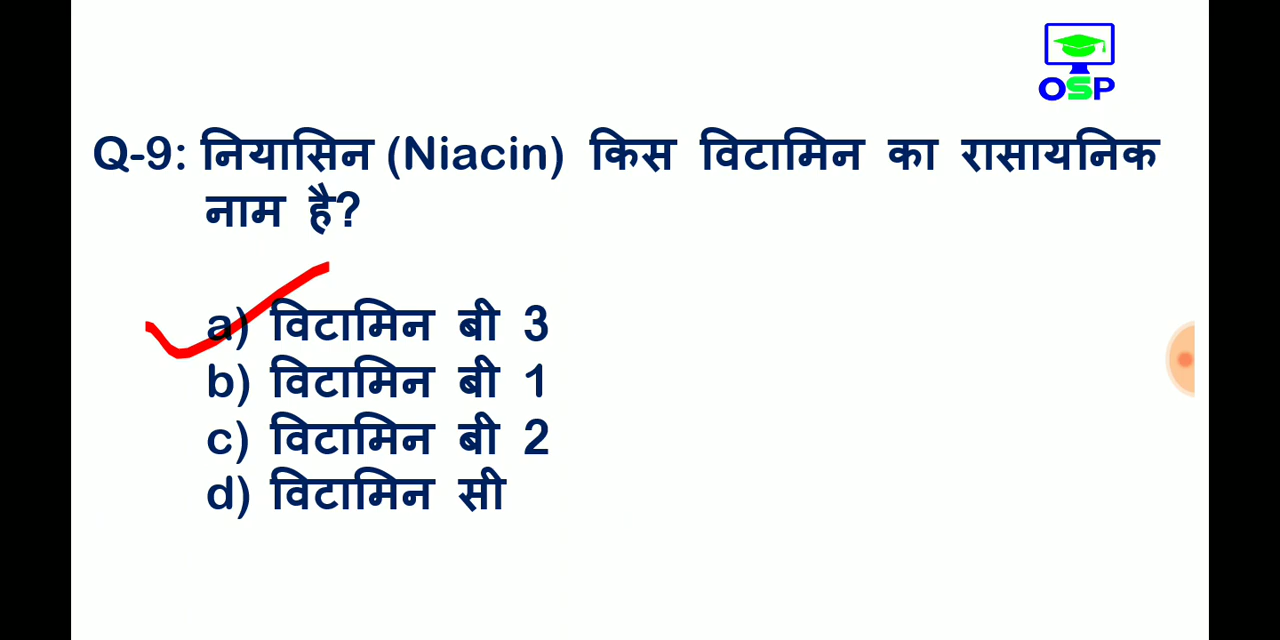 OSP
Q-9: नियासिन (Niacin) किस विटामिन का रासायनिक
नाम है?
a) विटामिन बी 3
b) विटामिन बी 1
c) विटामिन बी 2
d) विटामिन सी